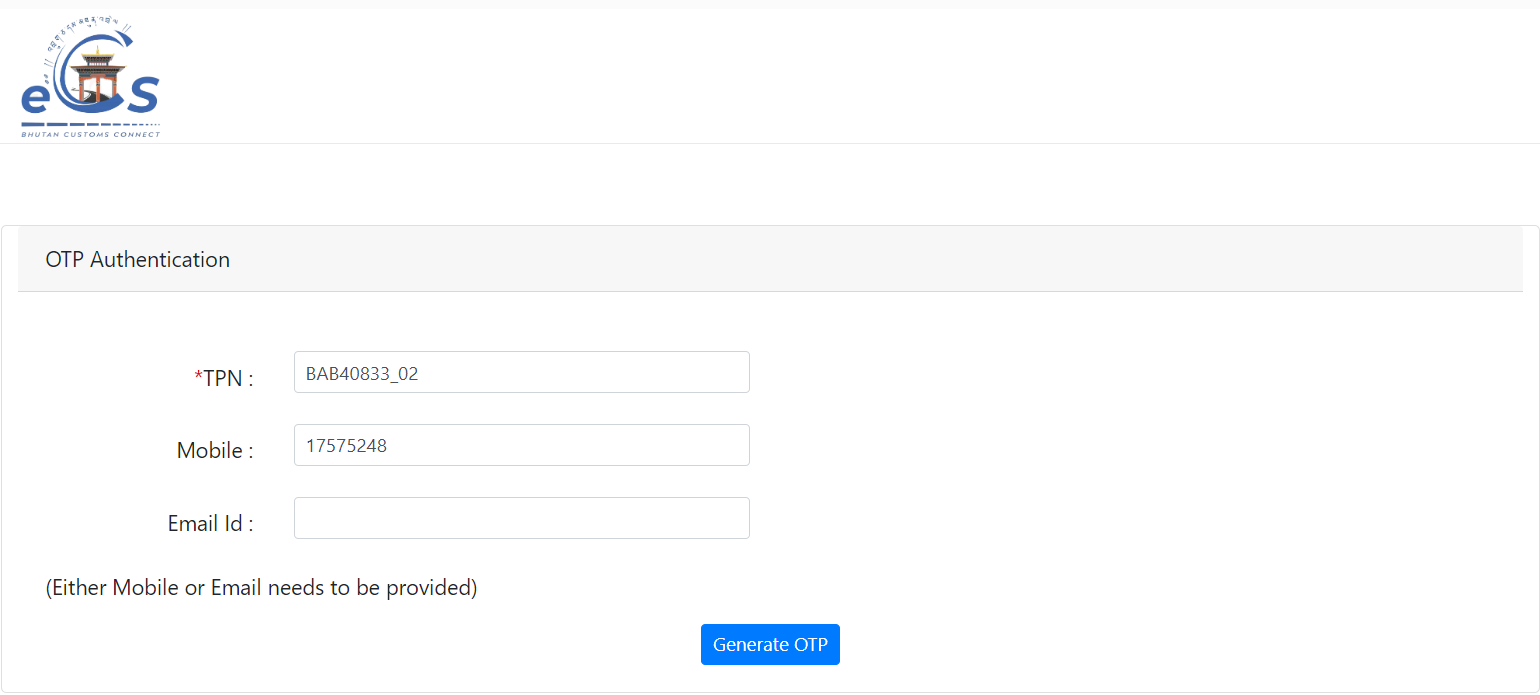 eCS
BHUTAN CUSTOMS CONNECT
OTP Authentication
*TPN :
BAB40833_02
Mobile :
17575248
Email Id :
(Either Mobile or Email needs to be provided)
Generate OTP